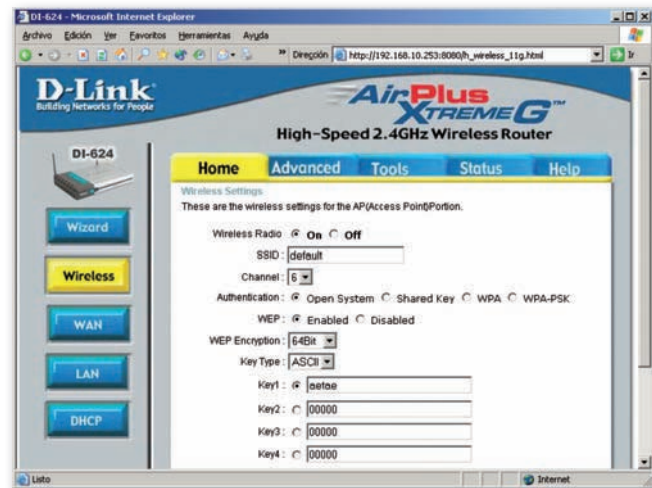 DI-624 - Microsoft Internet Explorer
Archivo Edición Ver Favoritos Herramientas Ayuda
» Dirección http://192.168.10.253:8080/h_wireless_11g.html Ir
D-Link
Building Networks for People
AirPlus
XTREME G™
High-Speed 2.4GHz Wireless Router
DI-624
Home Advanced Tools Status Help
Wizard
Wireless
WAN
LAN
DHCP
Wireless Settings
These are the wireless settings for the AP(Access Point)Portion.
Wireless Radio On Off
SSID : default
Channel : 6
Authentication : Open System Shared Key WPA WPA-PSK
WEP : Enabled Disabled
WEP Encryption : 64Bit
Key Type : ASCII
Key1 :
Key2 : 00000
Key3 : 00000
Key4 : 00000
Listo Internet